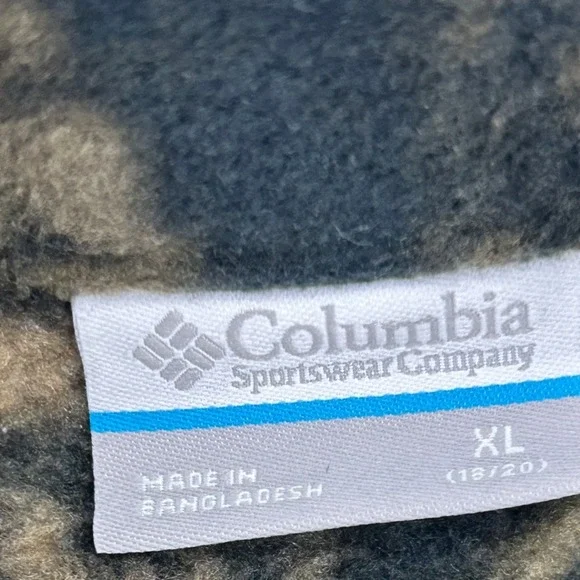 Columbia
Sportswear Company
XL
(18/20)
MADE IN
BANGLADESH